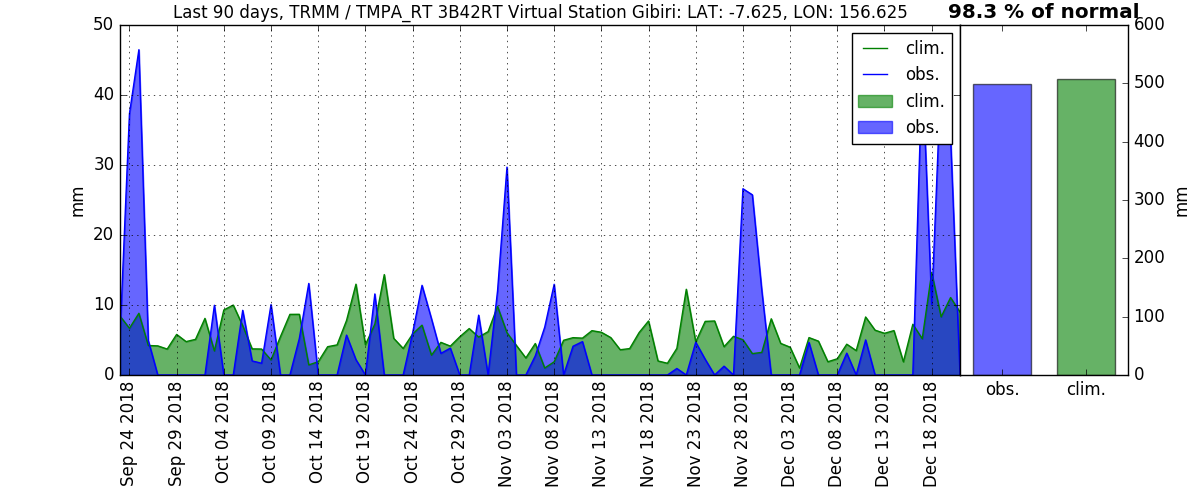 Last 90 days, TRMM / TMPA_RT 3B42RT Virtual Station Gibiri: LAT: -7.625, LON: 156.625
98.3 % of normal
50
40
30
20
10
0
mm
clim.
obs.
clim.
obs.
600
500
400
300
200
100
0
mm
obs.
clim.
Sep 24 2018
Sep 29 2018
Oct 04 2018
Oct 09 2018
Oct 14 2018
Oct 19 2018
Oct 24 2018
Oct 29 2018
Nov 03 2018
Nov 08 2018
Nov 13 2018
Nov 18 2018
Nov 23 2018
Nov 28 2018
Dec 03 2018
Dec 08 2018
Dec 13 2018
Dec 18 2018